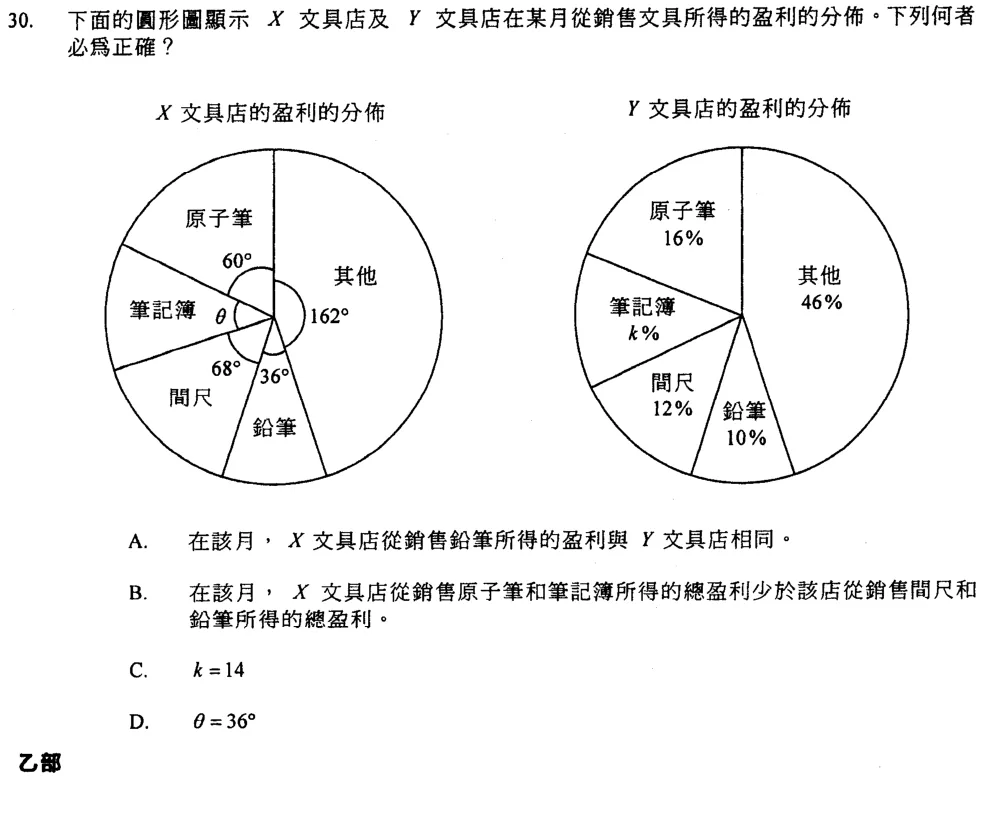 30. 下面的圓形圖顯示 X 文具店及 Y 文具店在某月從銷售文具所得的盈利的分佈。下列何者
必爲正確？
X 文具店的盈利的分佈
Y 文具店的盈利的分佈
原子筆
60°
其他
162°
筆記簿 θ
68°
間尺
36°
鉛筆
原子筆
16%
其他
46%
筆記簿
k%
間尺
12%
鉛筆
10%
A. 在該月，X 文具店從銷售鉛筆所得的盈利與 Y 文具店相同。
B. 在該月，X 文具店從銷售原子筆和筆記簿所得的總盈利少於該店從銷售間尺和
鉛筆所得的總盈利。
C. k = 14
D. θ = 36°
乙部